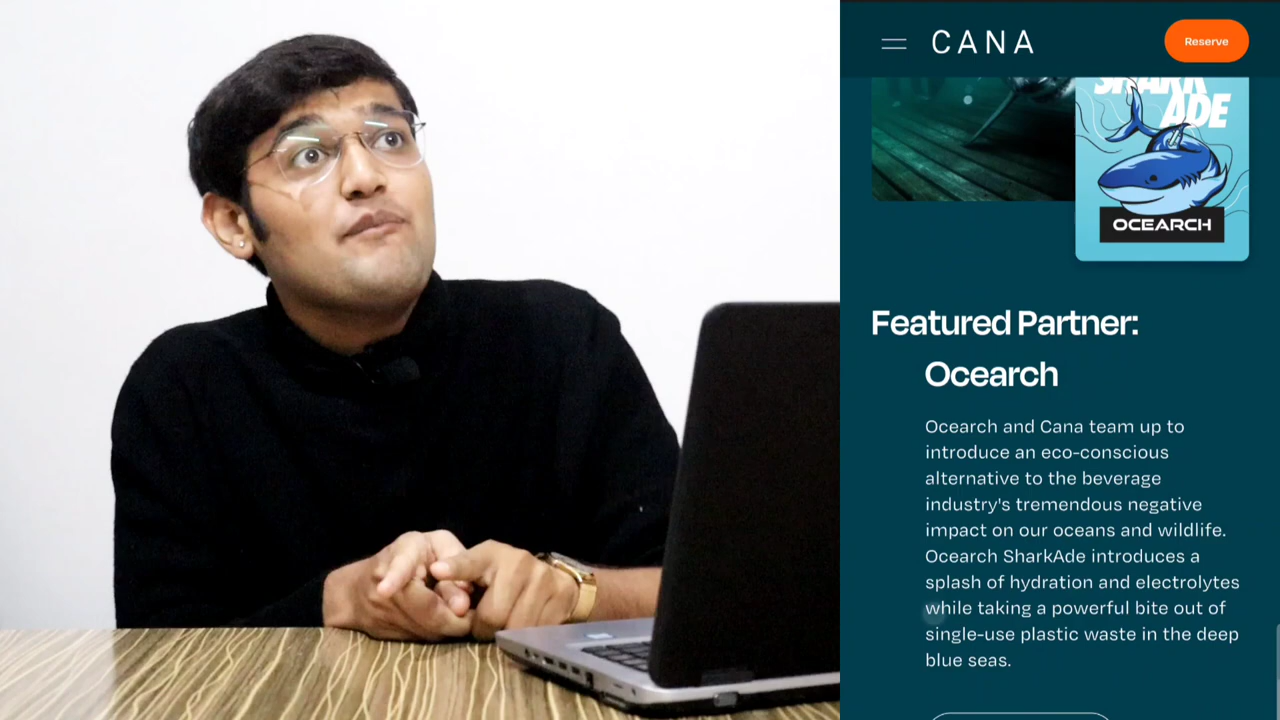 CANA
Reserve
SHARK
ADE
OCEARCH
Featured Partner:
Ocearch
Ocearch and Cana team up to
introduce an eco-conscious
alternative to the beverage
industry's tremendous negative
impact on our oceans and wildlife.
Ocearch SharkAde introduces a
splash of hydration and electrolytes
while taking a powerful bite out of
single-use plastic waste in the deep
blue seas.